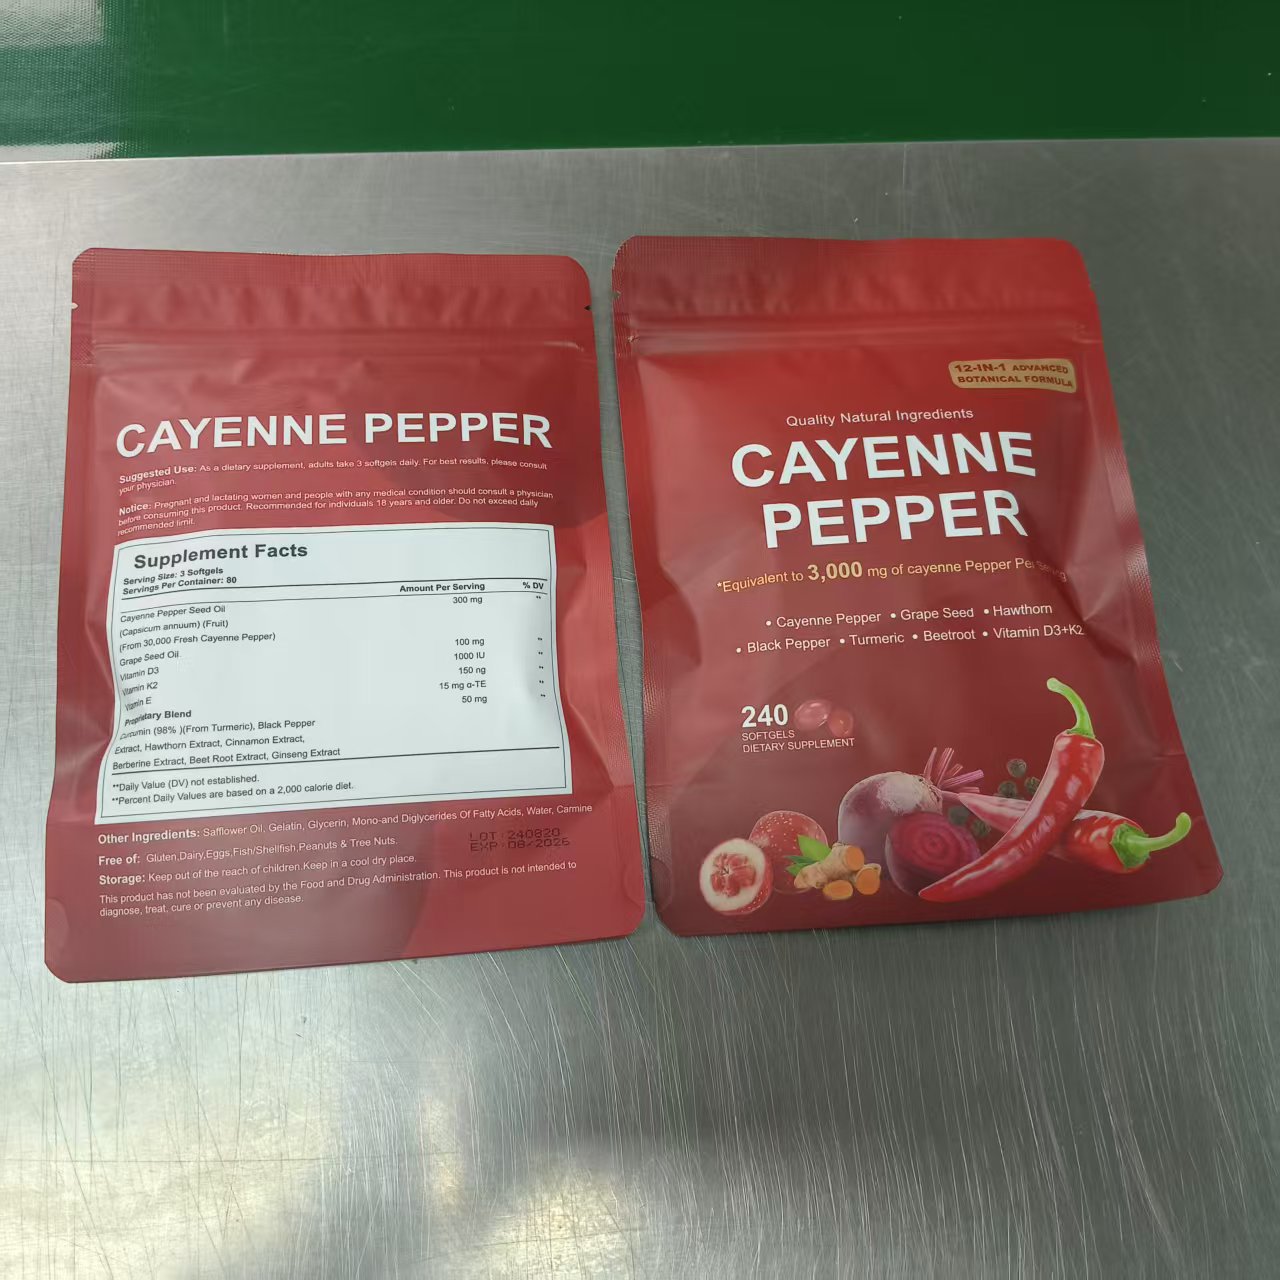 CAYENNE PEPPER
Suggested Use: As a dietary supplement, adults take 3 softgels daily. For best results, please consult
your physician.
Notice: Pregnant and lactating women and people with any medical condition should consult a physician
before consuming this product. Recommended for individuals 18 years and older. Do not exceed daily
recommended limit.
Supplement Facts
Serving Size: 3 Softgels
Servings Per Container: 80
Amount Per Serving % DV
Cayenne Pepper Seed Oil 300 mg **
(Capsicum annuum) (Fruit)
(From 30,000 Fresh Cayenne Pepper)
Grape Seed Oil 100 mg **
Vitamin D3 1000 IU **
Vitamin K2 150 ng **
Vitamin E 15 mg α-TE **
Proprietary Blend 50 mg **
Curcumin (98% )(From Turmeric), Black Pepper
Extract, Hawthorn Extract, Cinnamon Extract,
Berberine Extract, Beet Root Extract, Ginseng Extract
**Daily Value (DV) not established.
**Percent Daily Values are based on a 2,000 calorie diet.
Other Ingredients: Safflower Oil, Gelatin, Glycerin, Mono-and Diglycerides Of Fatty Acids, Water, Carmine
Free of: Gluten,Dairy,Eggs,Fish/Shellfish,Peanuts & Tree Nuts.
LOT:240820
EXP:08/2026
Storage: Keep out of the reach of children.Keep in a cool dry place.
This product has not been evaluated by the Food and Drug Administration. This product is not intended to
diagnose, treat, cure or prevent any disease.
12-IN-1 ADVANCED
BOTANICAL FORMULA
Quality Natural Ingredients
CAYENNE
PEPPER
*Equivalent to 3,000 mg of cayenne Pepper Per Serving
• Cayenne Pepper • Grape Seed • Hawthorn
• Black Pepper • Turmeric • Beetroot • Vitamin D3+K2
240
SOFTGELS
DIETARY SUPPLEMENT